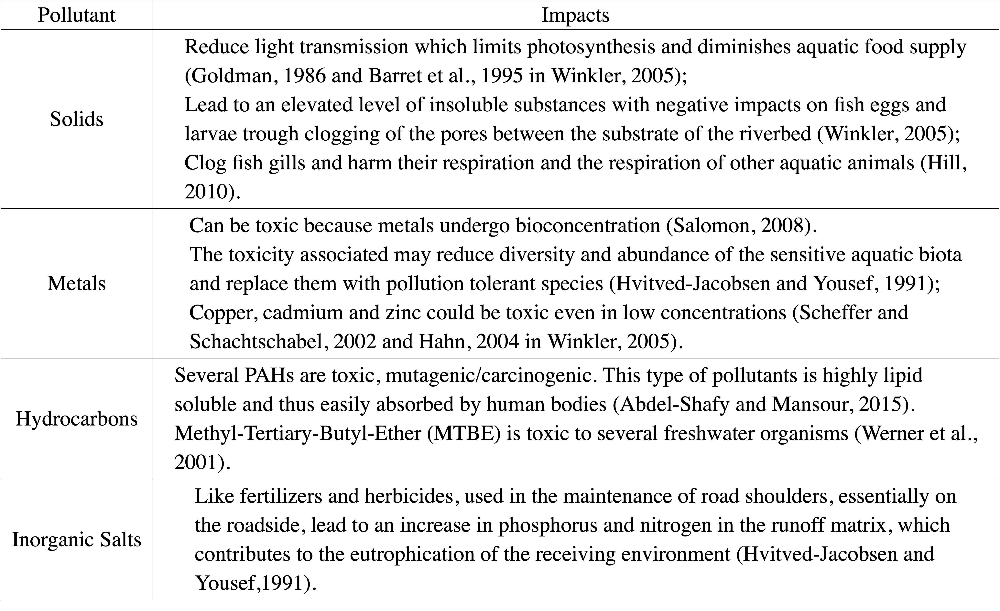 Pollutant Impacts
Reduce light transmission which limits photosynthesis and diminishes aquatic food supply
(Goldman, 1986 and Barret et al., 1995 in Winkler, 2005);
Lead to an elevated level of insoluble substances with negative impacts on fish eggs and
Solids
larvae trough clogging of the pores between the substrate of the riverbed (Winkler, 2005);
Clog fish gills and harm their respiration and the respiration of other aquatic animals (Hill,
2010).
Can be toxic because metals undergo bioconcentration (Salomon, 2008).
The toxicity associated may reduce diversity and abundance of the sensitive aquatic biota
Metals
and replace them with pollution tolerant species (Hvitved-Jacobsen and Yousef, 1991);
Copper, cadmium and zinc could be toxic even in low concentrations (Scheffer and
Schachtschabel, 2002 and Hahn, 2004 in Winkler, 2005).
Several PAHs are toxic, mutagenic/carcinogenic. This type of pollutants is highly lipid
soluble and thus easily absorbed by human bodies (Abdel-Shafy and Mansour, 2015).
Hydrocarbons
Methyl-Tertiary-Butyl-Ether (MTBE) is toxic to several freshwater organisms (Werner et al.,
2001).
Like fertilizers and herbicides, used in the maintenance of road shoulders, essentially on
the roadside, lead to an increase in phosphorus and nitrogen in the runoff matrix, which
Inorganic Salts
contributes to the eutrophication of the receiving environment (Hvitved-Jacobsen and
Yousef,1991).